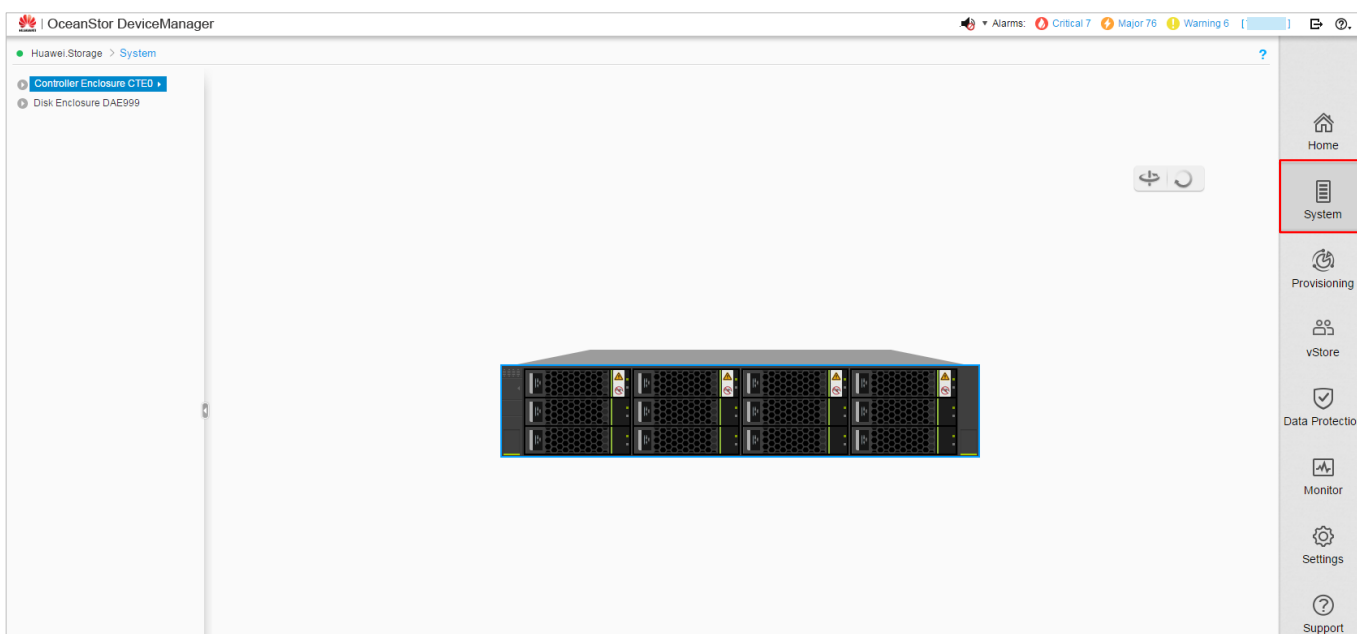 HUAWEI | OceanStor DeviceManager Alarms: Critical 7 Major 76 Warning 6 [ ]
Huawei.Storage > System ?
Controller Enclosure CTE0
Disk Enclosure DAE999
Home
System
Provisioning
vStore
Data Protectio
Monitor
Settings
Support